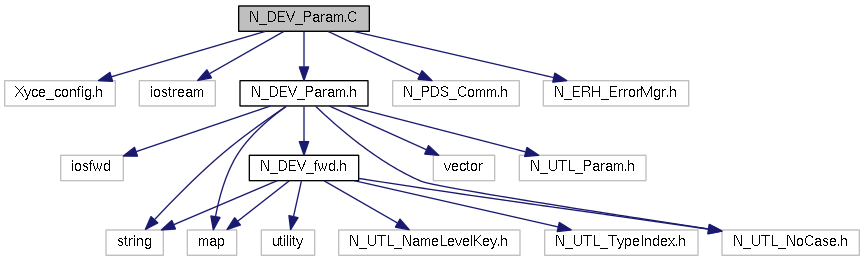 N_DEV_Param.C
Xyce_config.h
iostream
N_DEV_Param.h
N_PDS_Comm.h
N_ERH_ErrorMgr.h
iosfwd
N_DEV_fwd.h
vector
N_UTL_Param.h
string
map
utility
N_UTL_NameLevelKey.h
N_UTL_TypeIndex.h
N_UTL_NoCase.h